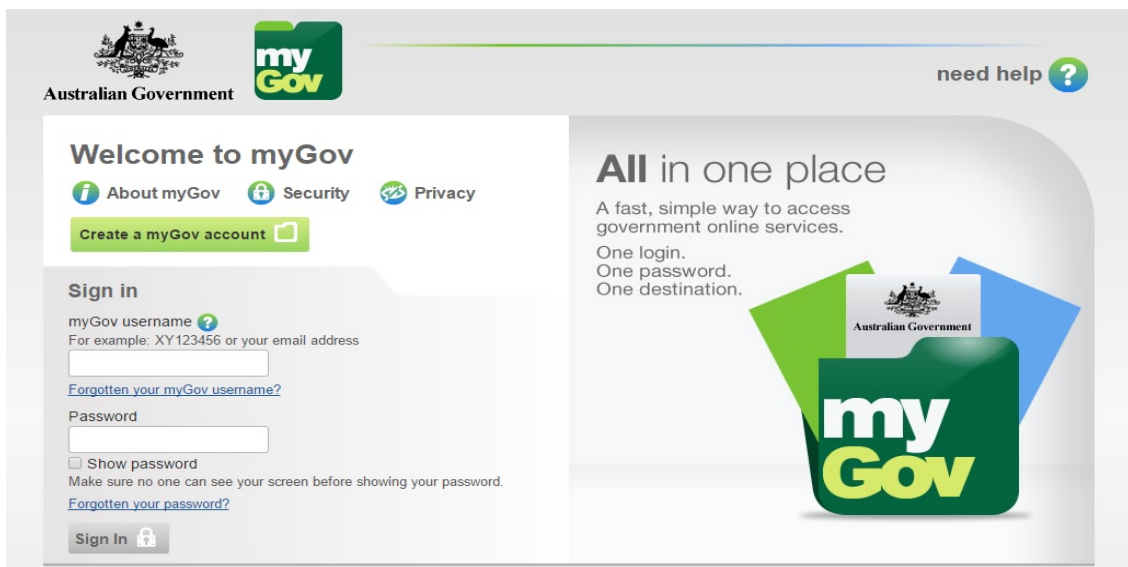 Australian Government
my
Gov
need help ?
Welcome to myGov
i About myGov Security Privacy
Create a myGov account
Sign in
myGov username ?
For example: XY123456 or your email address
Forgotten your myGov username?
Password
Show password
Make sure no one can see your screen before showing your password.
Forgotten your password?
Sign In
All in one place
A fast, simple way to access
government online services.
One login.
One password.
One destination.
Australian Government
my
Gov